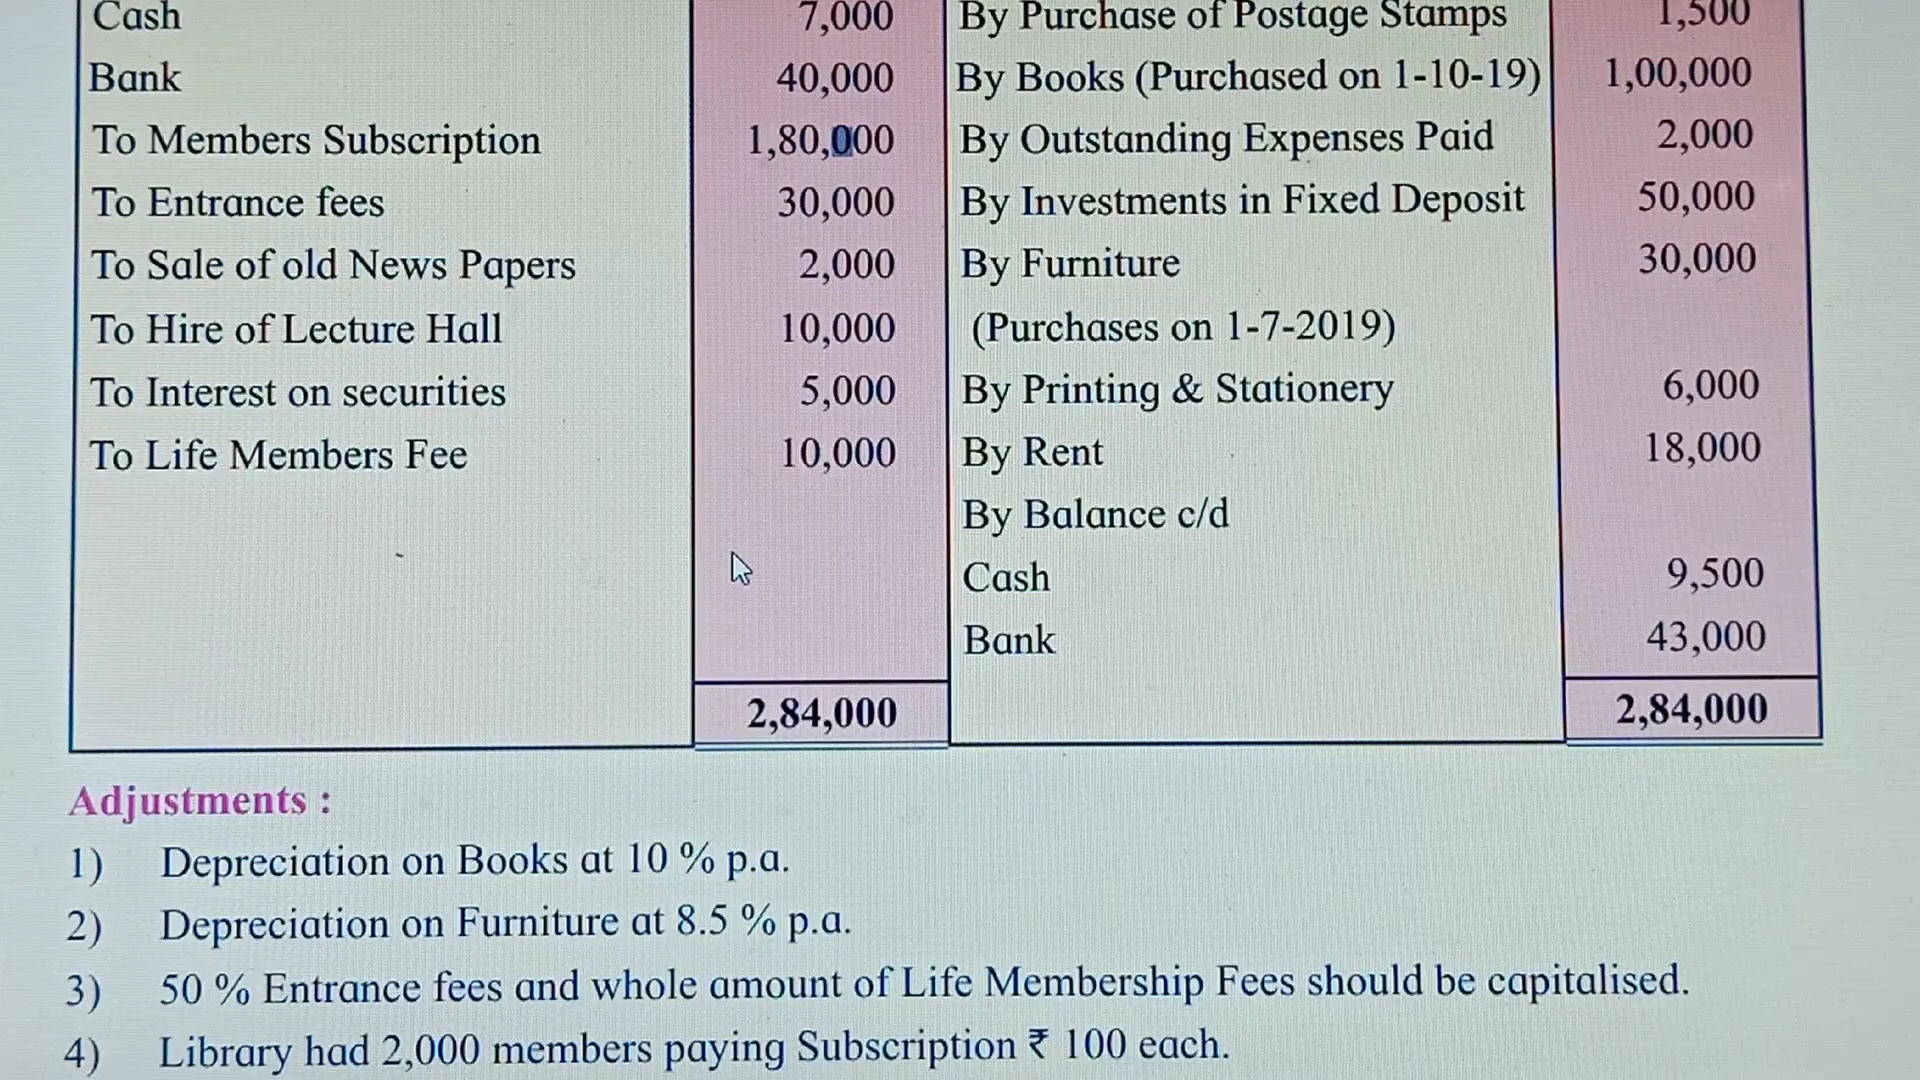 Cash 7,000 By Purchase of Postage Stamps 1,500
Bank 40,000 By Books (Purchased on 1-10-19) 1,00,000
To Members Subscription 1,80,000 By Outstanding Expenses Paid 2,000
To Entrance fees 30,000 By Investments in Fixed Deposit 50,000
To Sale of old News Papers 2,000 By Furniture 30,000
To Hire of Lecture Hall 10,000 (Purchases on 1-7-2019)
To Interest on securities 5,000 By Printing & Stationery 6,000
To Life Members Fee 10,000 By Rent 18,000
By Balance c/d
Cash 9,500
Bank 43,000
2,84,000 2,84,000
Adjustments :
1) Depreciation on Books at 10 % p.a.
2) Depreciation on Furniture at 8.5 % p.a.
3) 50 % Entrance fees and whole amount of Life Membership Fees should be capitalised.
4) Library had 2,000 members paying Subscription ₹ 100 each.